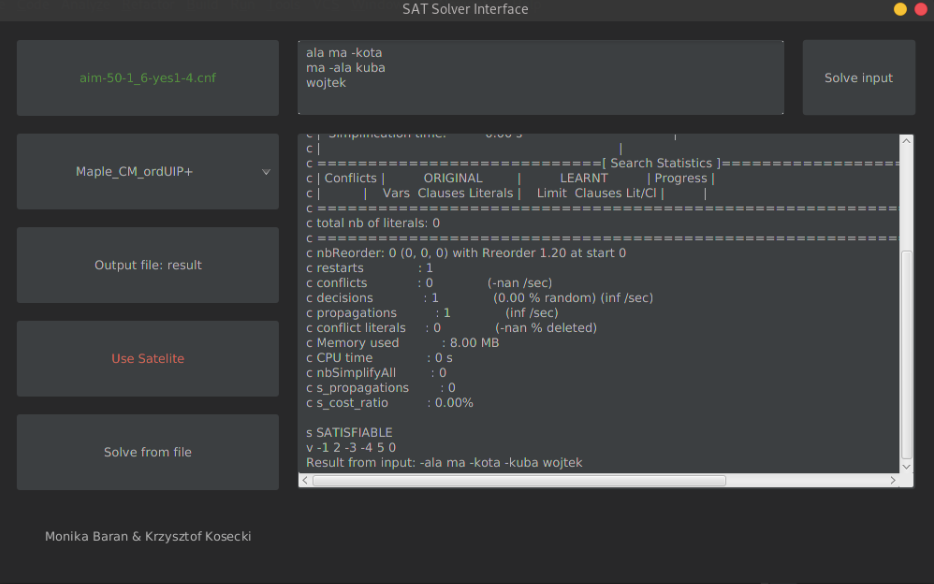 SAT Solver Interface
aim-50-1_6-yes1-4.cnf
ala ma -kota
ma -ala kuba
wojtek
Solve input
Maple_CM_ordUIP+
Output file: result
Use Satelite
Solve from file
c | Simplification time: 0.00 s |
c | |
c ============================[ Search Statistics ]==================
c | Conflicts | ORIGINAL | LEARNT | Progress |
c | | Vars Clauses Literals | Limit Clauses Lit/Cl | |
c =========================================================
c total nb of literals: 0
c =========================================================
c nbReorder: 0 (0, 0, 0) with Rreorder 1.20 at start 0
c restarts : 1
c conflicts : 0 (-nan /sec)
c decisions : 1 (0.00 % random) (inf /sec)
c propagations : 1 (inf /sec)
c conflict literals : 0 (-nan % deleted)
c Memory used : 8.00 MB
c CPU time : 0 s
c nbSimplifyAll : 0
c s_propagations : 0
c s_cost_ratio : 0.00%
s SATISFIABLE
v -1 2 -3 -4 5 0
Result from input: -ala ma -kota -kuba wojtek
Monika Baran & Krzysztof Kosecki